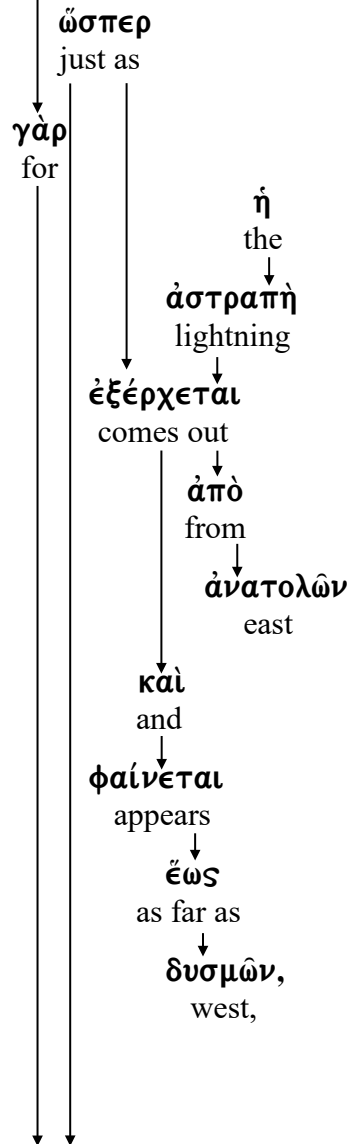 ὥσπερ
just as
γὰρ
for
ἡ
the
ἀστραπὴ
lightning
ἐξέρχεται
comes out
ἀπὸ
from
ἀνατολῶν
east
καὶ
and
φαίνεται
appears
ἕως
as far as
δυσμῶν,
west,